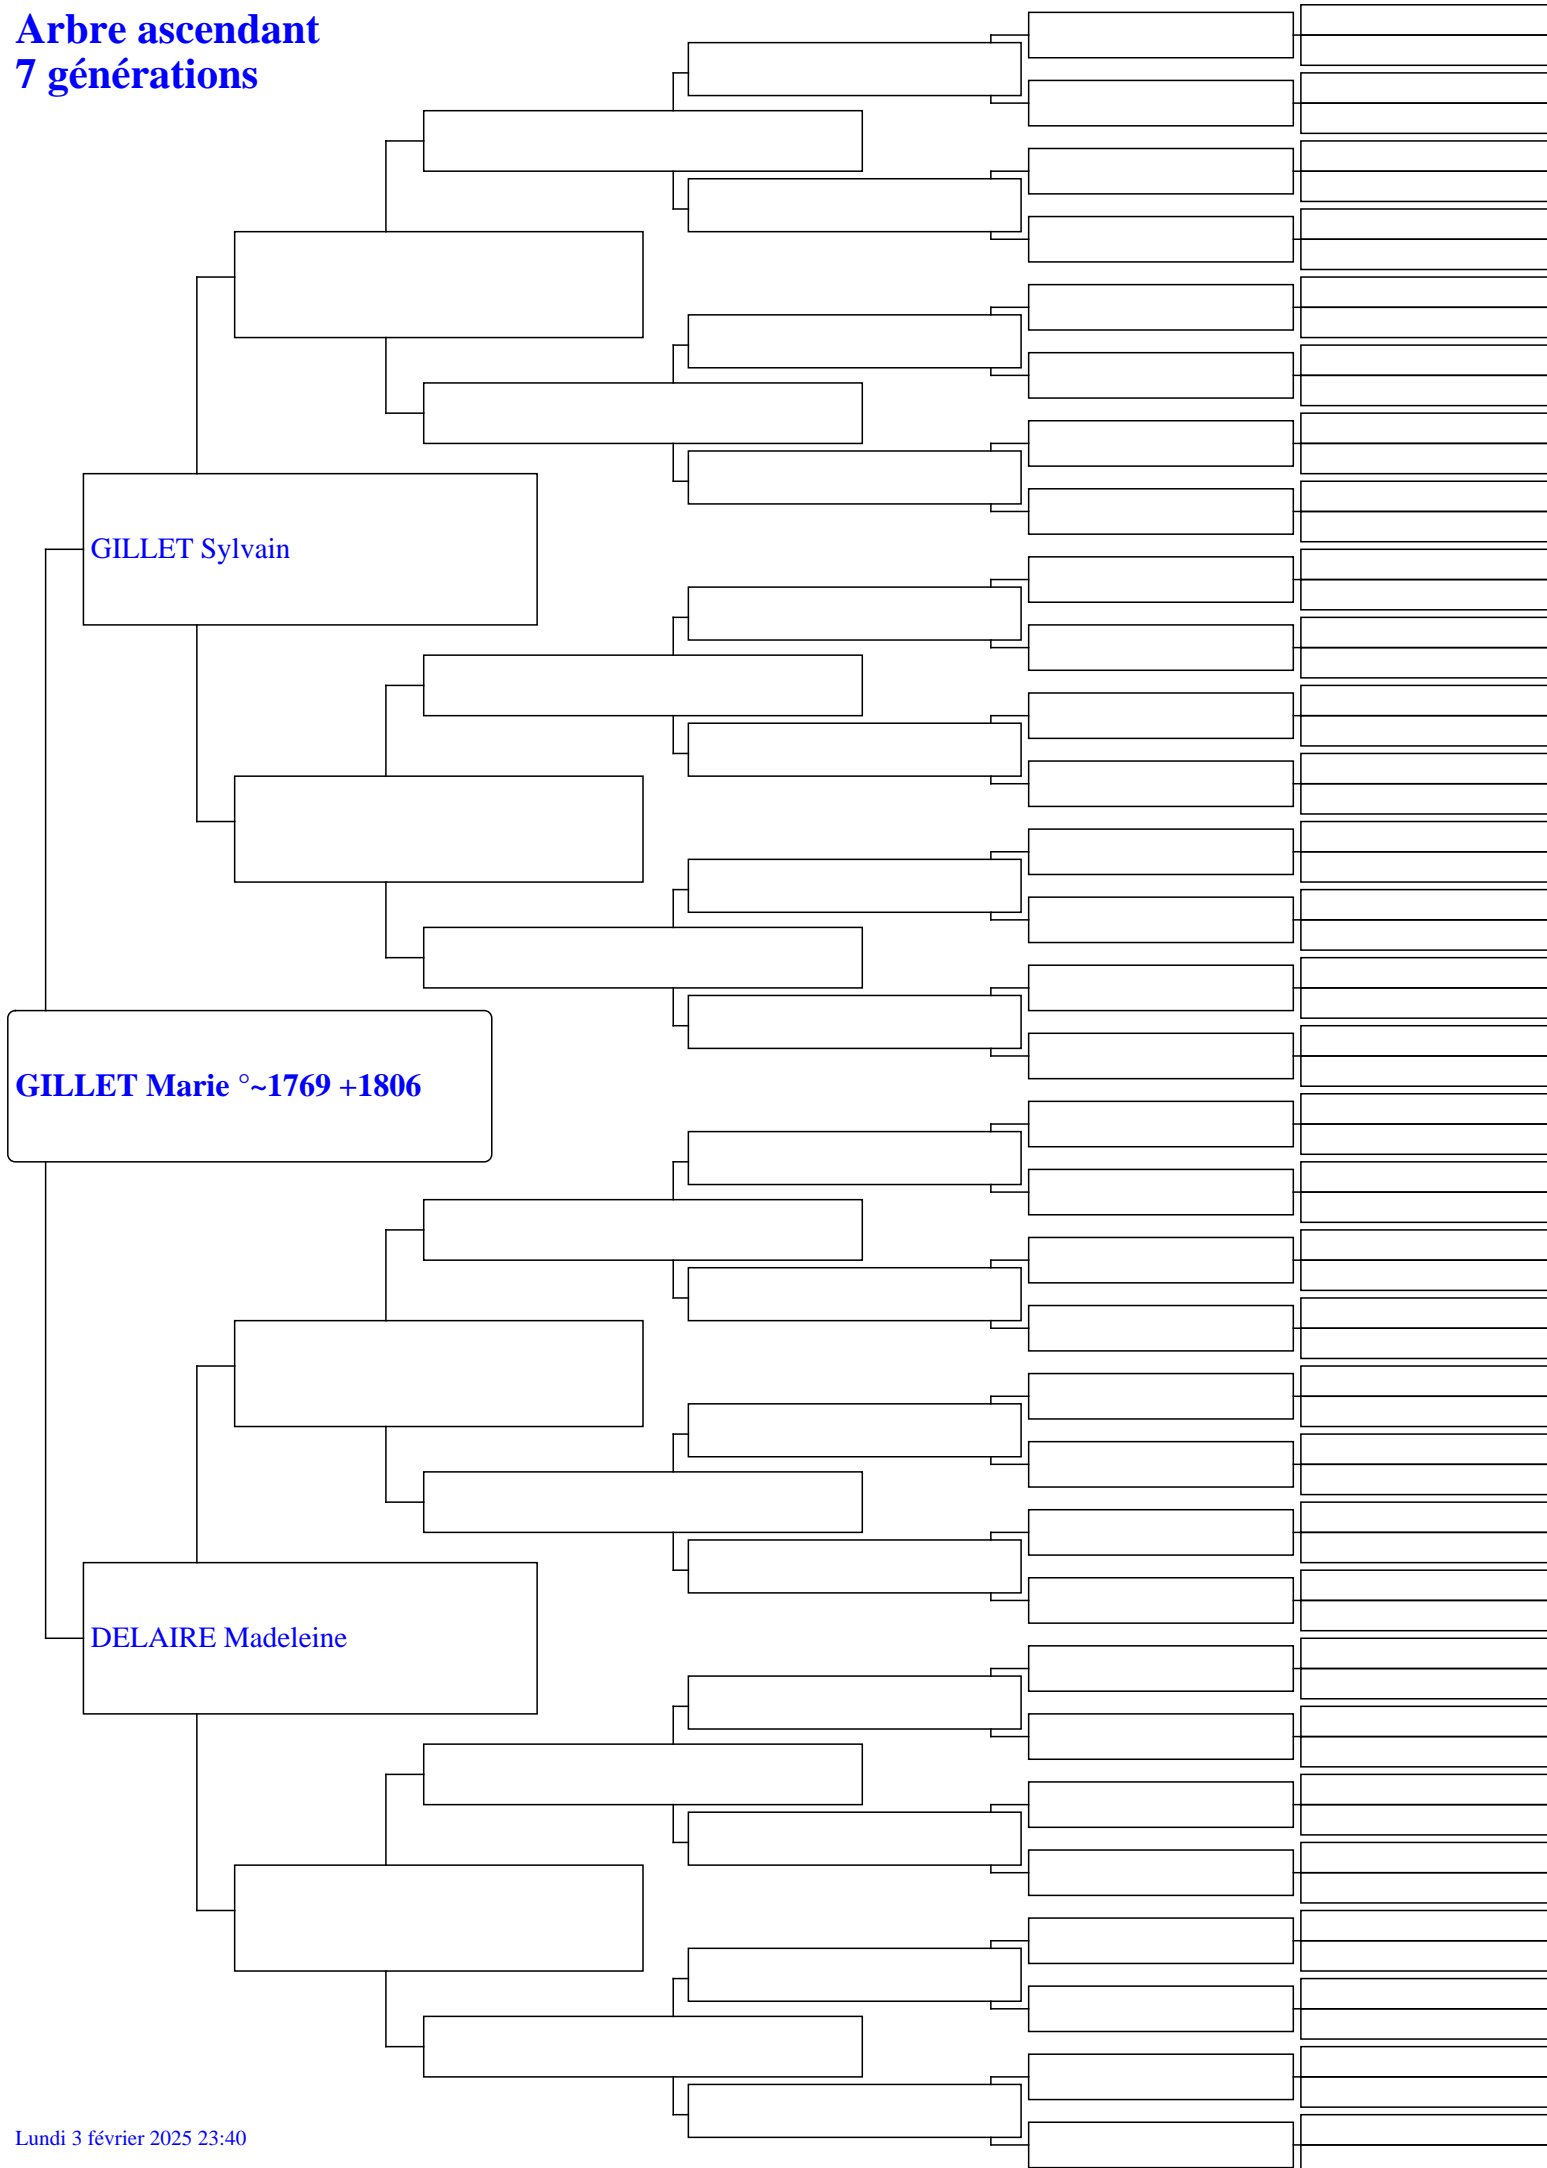 Arbre ascendant
7 générations
GILLET Sylvain
GILLET Marie °~1769 +1806
DELAIRE Madeleine
Lundi 3 février 2025 23:40